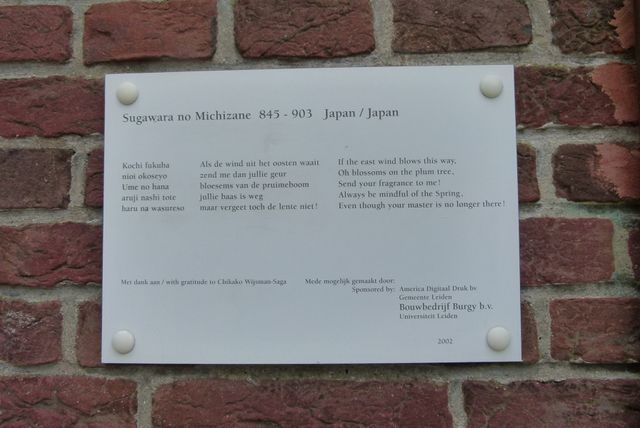 Sugawara no Michizane 845 - 903 Japan / Japan
Kochi fukuba
nioi okoseyo
Ume no hana
aruji nashi tote
haru na wasureso
Als de wind uit het oosten waait
zend me dan jullie geur
bloesems van de pruimeboom
jullie baas is weg
maar vergeet toch de lente niet!
If the east wind blows this way,
Oh blossoms on the plum tree,
Send your fragrance to me!
Always be mindful of the Spring,
Even though your master is no longer there!
Met dank aan / with gratitude to Chikako Wijsman-Saga
Mede mogelijk gemaakt door:
Sponsored by: America Digitaal Druk bv
Gemeente Leiden
Bouwbedrijf Burgy b.v.
Universiteit Leiden
2002